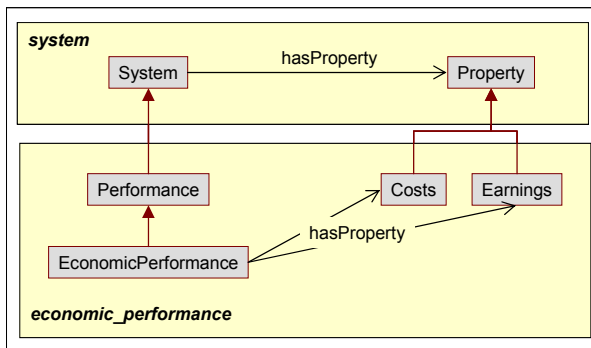 system
hasProperty
System
Property
Performance
Costs
Earnings
hasProperty
EconomicPerformance
economic_performance